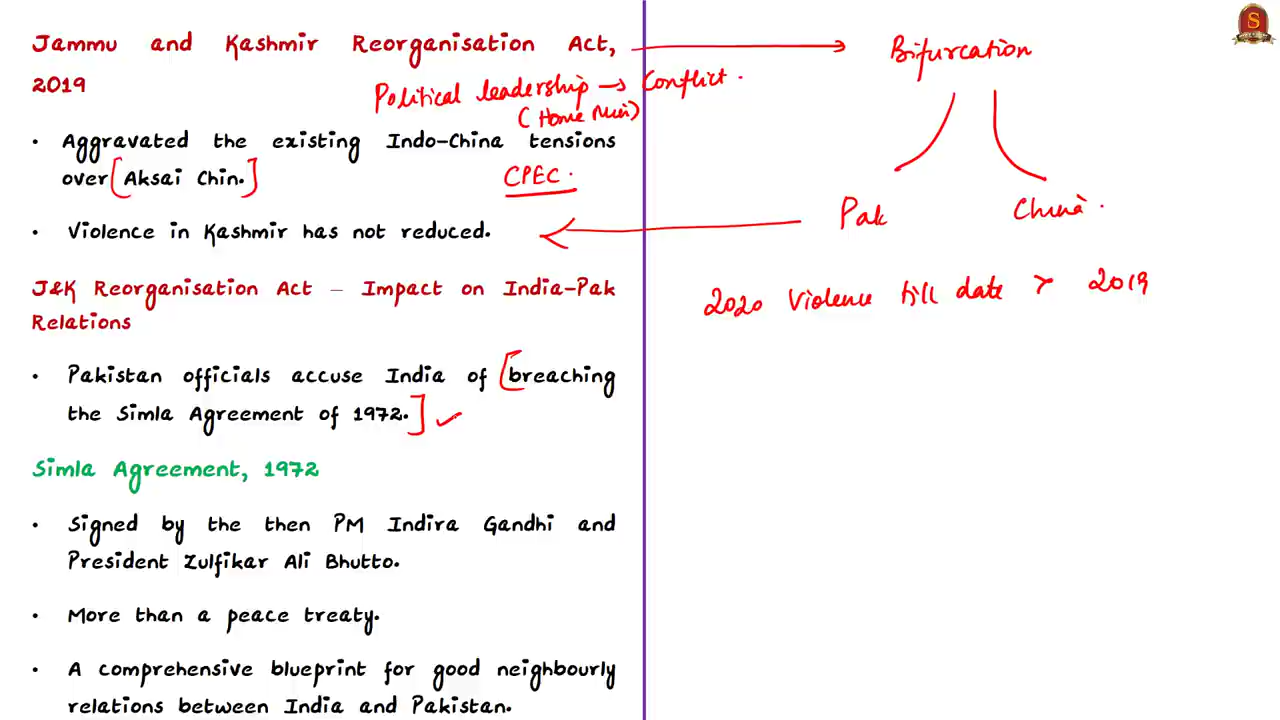 Jammu and Kashmir Reorganisation Act,
2019
Political leadership → Conflict.
(Home Min)
• Aggravated the existing Indo-China tensions
over [Aksai Chin.]
CPEC.
• Violence in Kashmir has not reduced.
J&K Reorganisation Act – Impact on India-Pak
Relations
• Pakistan officials accuse India of [breaching
the Simla Agreement of 1972.] ✓
Simla Agreement, 1972
• Signed by the then PM Indira Gandhi and
President Zulfikar Ali Bhutto.
• More than a peace treaty.
• A comprehensive blueprint for good neighbourly
relations between India and Pakistan.
Bifurcation
Pak
China.
2020 Violence till date > 2019
S